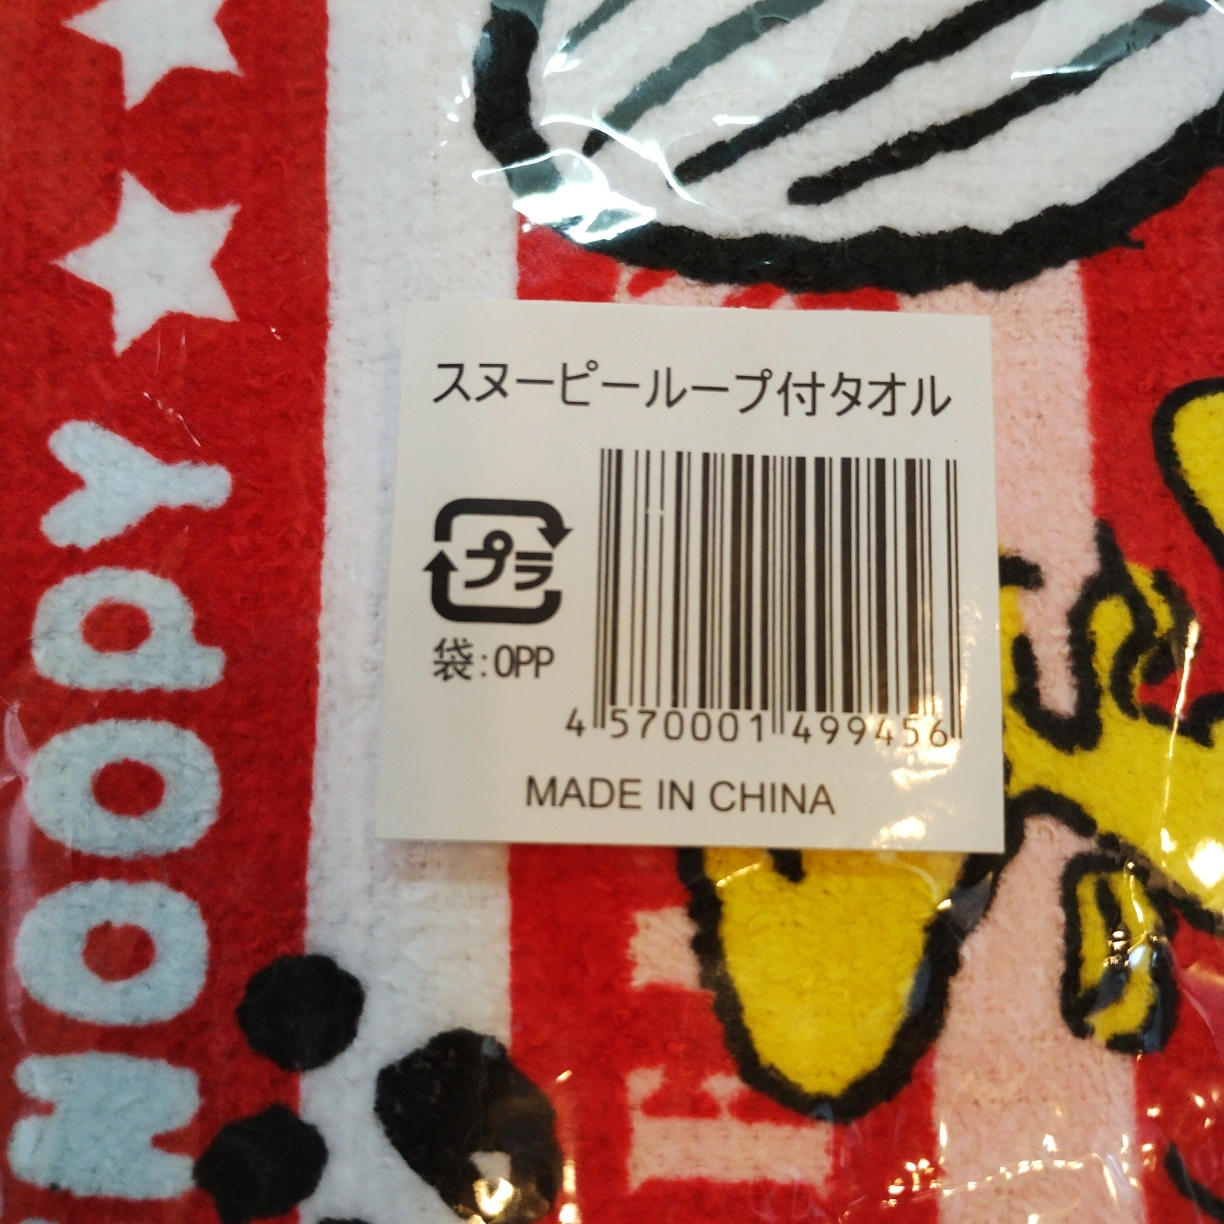 スヌーピーループ付タオル
プラ
袋:OPP
4 570001 499456
MADE IN CHINA
NOOPY